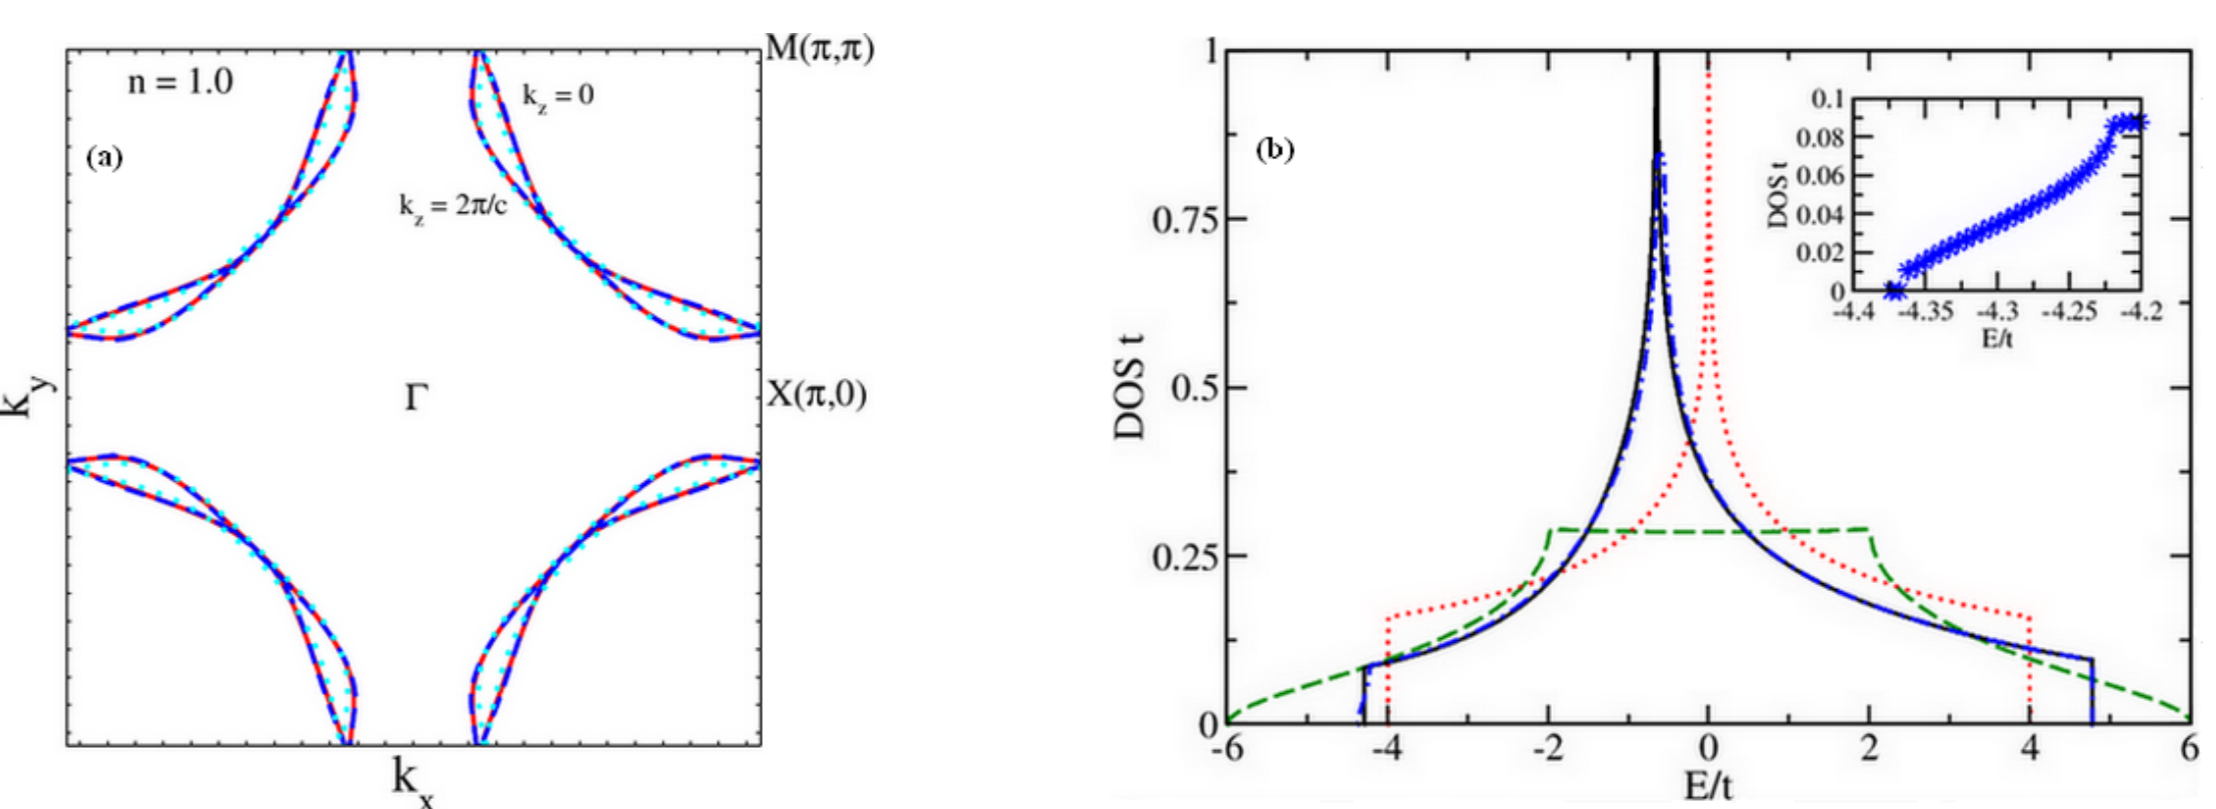 M(π,π)
n = 1.0
k_z = 0
(a)
k_z = 2π/c
k_y
Γ
X(π,0)
k_x
1
0.75
0.5
0.25
0
DOS t
(b)
-6
-4
-2
0
2
4
6
E/t
0.1
0.08
0.06
0.04
0.02
0
DOS t
-4.4
-4.35
-4.3
-4.25
-4.2
E/t